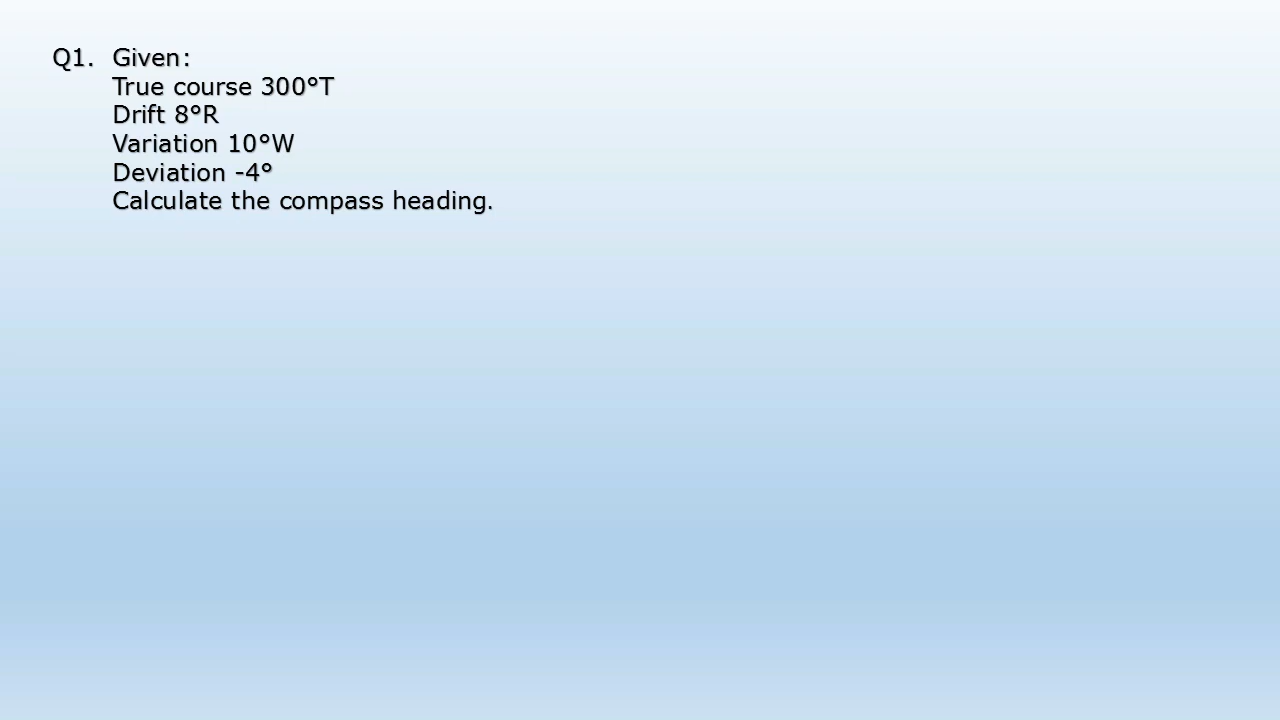 Q1. Given:
True course 300°T
Drift 8°R
Variation 10°W
Deviation -4°
Calculate the compass heading.